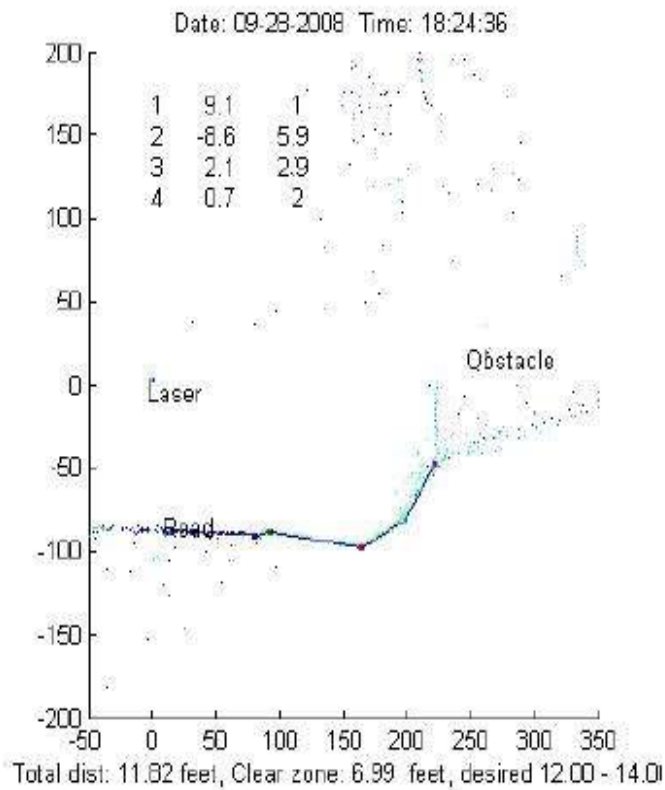 Date: 09-28-2008 Time: 18:24:36
200
150
100
50
0
-50
-100
-150
-200
1 9.1 1
2 -8.6 5.9
3 2.1 2.9
4 0.7 2
Obstacle
Laser
Road
-50 0 50 100 150 200 250 300 350
Total dist: 11.82 feet, Clear zone: 6.99 feet, desired 12.00 - 14.0